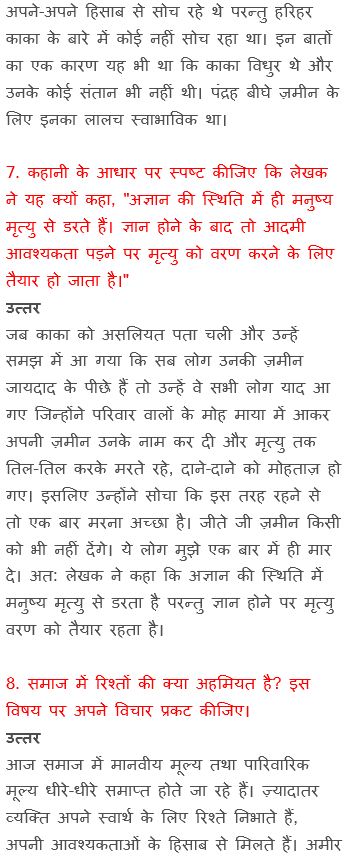 अपने-अपने हिसाब से सोच रहे थे परन्तु हरिहर
काका के बारे में कोई नहीं सोच रहा था। इन बातों
का एक कारण यह भी था कि काका विधुर थे और
उनके कोई संतान भी नहीं थी। पंद्रह बीघे ज़मीन के
लिए इनका लालच स्वाभाविक था।
7. कहानी के आधार पर स्पष्ट कीजिए कि लेखक
ने यह क्यों कहा, "अज्ञान की स्थिति में ही मनुष्य
मृत्यु से डरते हैं। ज्ञान होने के बाद तो आदमी
आवश्यकता पड़ने पर मृत्यु को वरण करने के लिए
तैयार हो जाता है।"
उत्तर
जब काका को असलियत पता चली और उन्हें
समझ में आ गया कि सब लोग उनकी ज़मीन
जायदाद के पीछे हैं तो उन्हें वे सभी लोग याद आ
गए जिन्होंने परिवार वालों के मोह माया में आकर
अपनी ज़मीन उनके नाम कर दी और मृत्यु तक
तिल-तिल करके मरते रहे, दाने-दाने को मोहताज़ हो
गए। इसलिए उन्होंने सोचा कि इस तरह रहने से
तो एक बार मरना अच्छा है। जीते जी ज़मीन किसी
को भी नहीं देंगे। ये लोग मुझे एक बार में ही मार
दे। अत: लेखक ने कहा कि अज्ञान की स्थिति में
मनुष्य मृत्यु से डरता है परन्तु ज्ञान होने पर मृत्यु
वरण को तैयार रहता है।
8. समाज में रिश्तों की क्या अहमियत है? इस
विषय पर अपने विचार प्रकट कीजिए।
उत्तर
आज समाज में मानवीय मूल्य तथा पारिवारिक
मूल्य धीरे-धीरे समाप्त होते जा रहे हैं। ज़्यादातर
व्यक्ति अपने स्वार्थ के लिए रिश्ते निभाते हैं,
अपनी आवश्यकताओं के हिसाब से मिलते हैं। अमीर